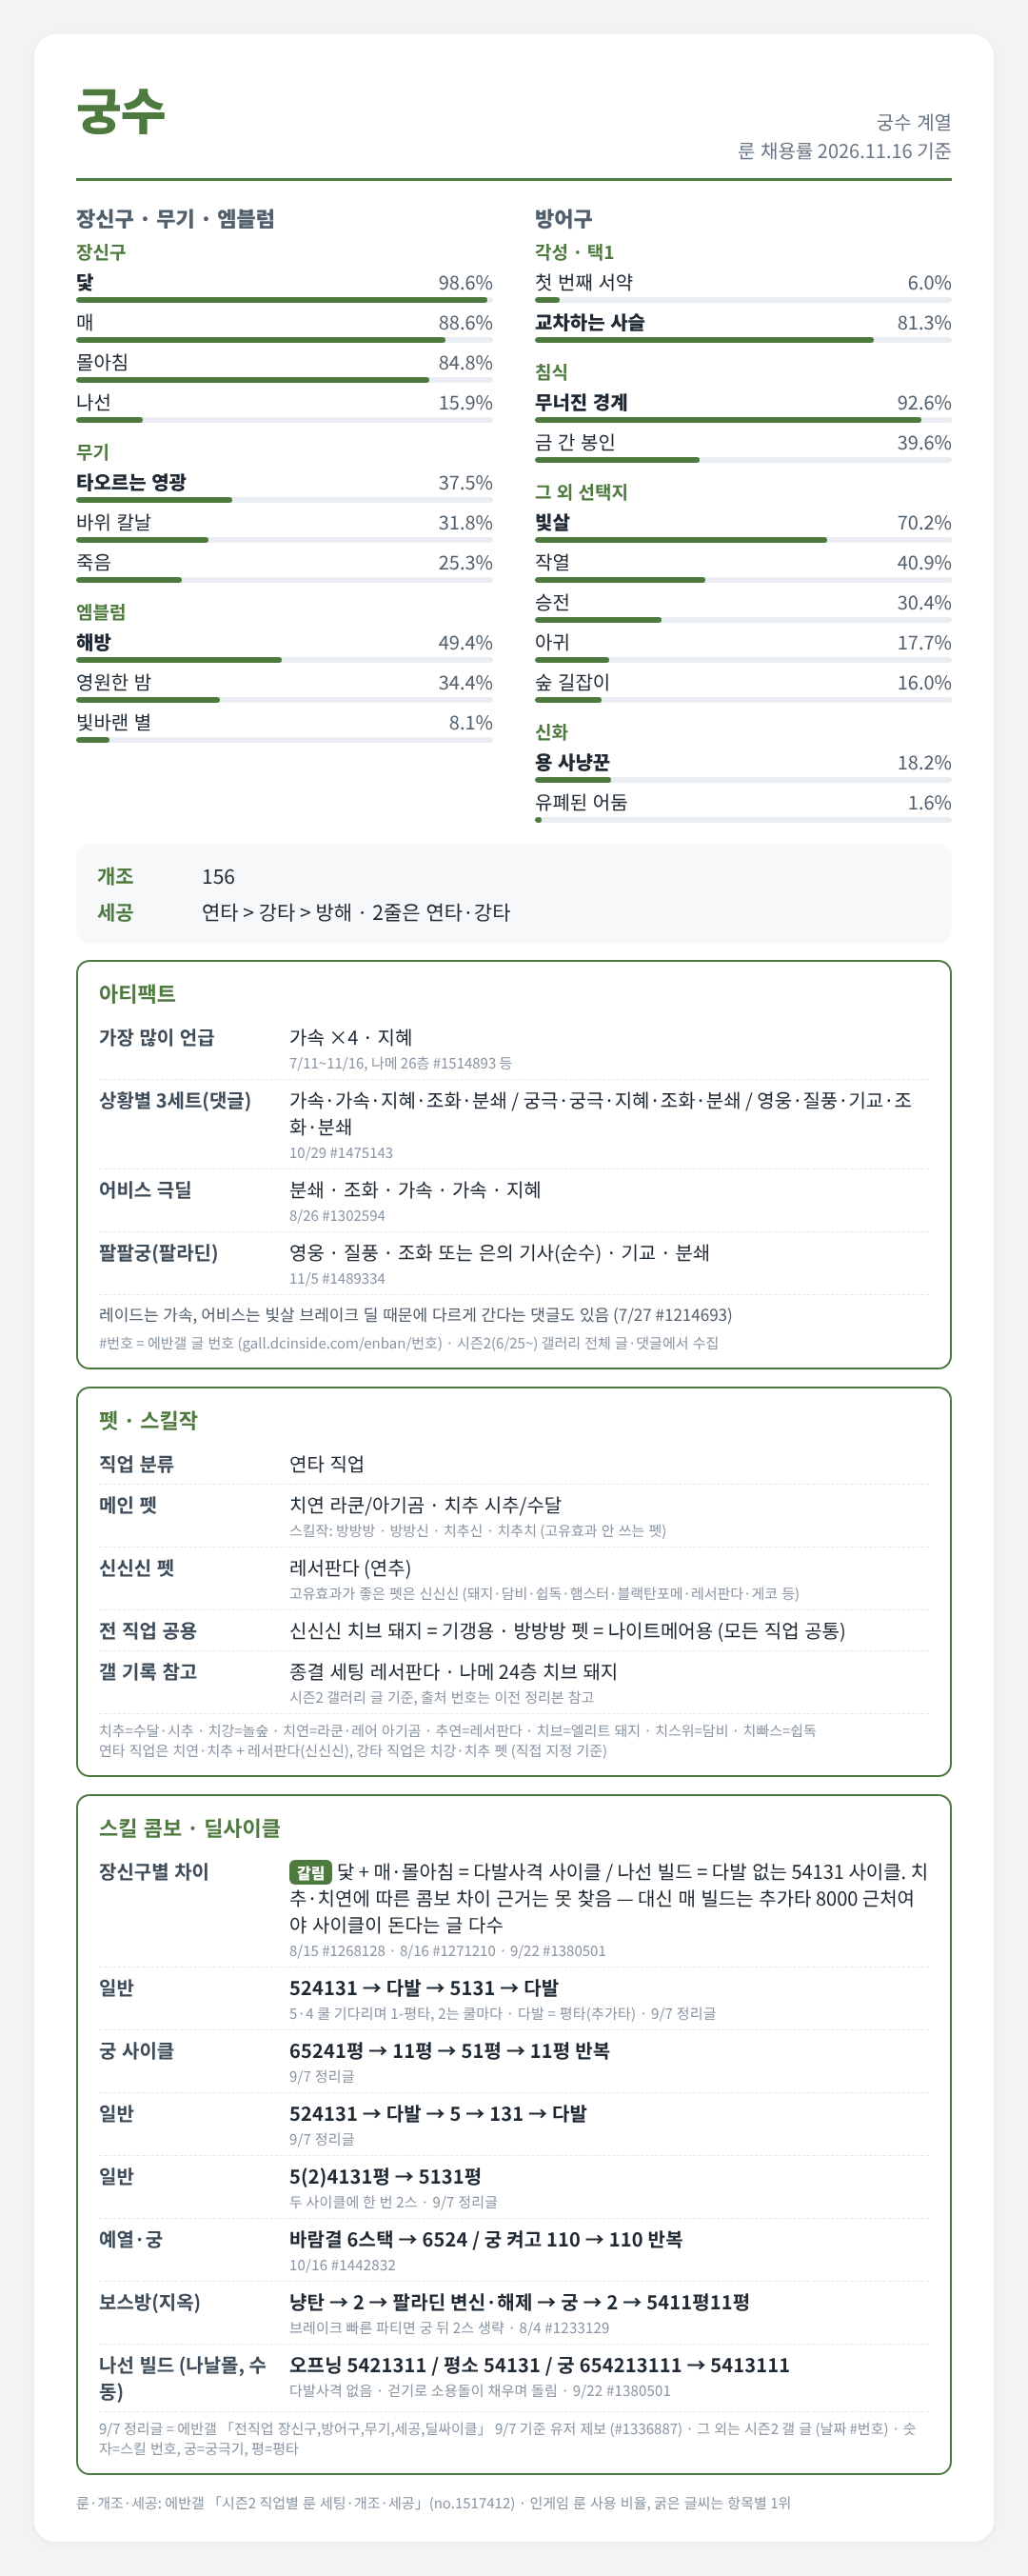 궁수
궁수 계열
룬 채용률 2026.11.16 기준
장신구 · 무기 · 엠블럼
장신구
닻 98.6%
매 88.6%
몰아침 84.8%
나선 15.9%
무기
타오르는 영광 37.5%
바위 칼날 31.8%
죽음 25.3%
엠블럼
해방 49.4%
영원한 밤 34.4%
빛바랜 별 8.1%
방어구
각성 · 택1
첫 번째 서약 6.0%
교차하는 사슬 81.3%
침식
무너진 경계 92.6%
금 간 봉인 39.6%
그 외 선택지
빛살 70.2%
작열 40.9%
승전 30.4%
아귀 17.7%
숲 길잡이 16.0%
신화
용 사냥꾼 18.2%
유폐된 어둠 1.6%
개조 156
세공 연타 > 강타 > 방해 · 2줄은 연타·강타
아티팩트
가장 많이 언급 가속 ×4 · 지혜
7/11~11/16, 나메 26층 #1514893 등
상황별 3세트(댓글) 가속·가속·지혜·조화·분쇄 / 궁극·궁극·지혜·조화·분쇄 / 영웅·질풍·기교·조
화·분쇄
10/29 #1475143
어비스 극딜 분쇄 · 조화 · 가속 · 가속 · 지혜
8/26 #1302594
팔팔궁(팔라딘) 영웅 · 질풍 · 조화 또는 은의 기사(순수) · 기교 · 분쇄
11/5 #1489334
레이드는 가속, 어비스는 빛살 브레이크 딜 때문에 다르게 간다는 댓글도 있음 (7/27 #1214693)
#번호 = 에반갤 글 번호 (gall.dcinside.com/enban/번호) · 시즌2(6/25~) 갤러리 전체 글·댓글에서 수집
펫 · 스킬작
직업 분류 연타 직업
메인 펫 치연 라쿤/아기곰 · 치추 시추/수달
스킬작: 방방방 · 방방신 · 치추신 · 치추치 (고유효과 안 쓰는 펫)
신신신 펫 레서판다 (연추)
고유효과가 좋은 펫은 신신신 (돼지·담비·쉽독·햄스터·블랙탄포메·레서판다·게코 등)
전 직업 공용 신신신 치브 돼지 = 기갱용 · 방방방 펫 = 나이트메어용 (모든 직업 공통)
갤 기록 참고 종결 세팅 레서판다 · 나메 24층 치브 돼지
시즌2 갤러리 글 기준, 출처 번호는 이전 정리본 참고
치추=수달·시추 · 치강=놀숲 · 치연=라쿤·레어 아기곰 · 추연=레서판다 · 치브=엘리트 돼지 · 치스위=담비 · 치빠스=쉽독
연타 직업은 치연·치추 + 레서판다(신신신), 강타 직업은 치강·치추 펫 (직접 지정 기준)
스킬 콤보 · 딜사이클
장신구별 차이 갈림 닻 + 매·몰아침 = 다발사격 사이클 / 나선 빌드 = 다발 없는 54131 사이클. 치
추·치연에 따른 콤보 차이 근거는 못 찾음 — 대신 매 빌드는 추가타 8000 근처여
야 사이클이 돈다는 글 다수
8/15 #1268128 · 8/16 #1271210 · 9/22 #1380501
일반 524131 → 다발 → 5131 → 다발
5·4 쿨 기다리며 1-평타, 2는 쿨마다 · 다발 = 평타(추가타) · 9/7 정리글
궁 사이클 65241평 → 11평 → 51평 → 11평 반복
9/7 정리글
일반 524131 → 다발 → 5 → 131 → 다발
9/7 정리글
일반 5(2)4131평 → 5131평
두 사이클에 한 번 2스 · 9/7 정리글
예열·궁 바람결 6스택 → 6524 / 궁 켜고 110 → 110 반복
10/16 #1442832
보스방(지옥) 냥탄 → 2 → 팔라딘 변신·해제 → 궁 → 2 → 5411평11평
브레이크 빠른 파티면 궁 뒤 2스 생략 · 8/4 #1233129
나선 빌드 (나날몰, 수
동) 오프닝 5421311 / 평소 54131 / 궁 654213111 → 5413111
다발사격 없음 · 걷기로 소용돌이 채우며 돌림 · 9/22 #1380501
9/7 정리글 = 에반갤 「전직업 장신구,방어구,무기,세공,딜싸이클」 9/7 기준 유저 제보 (#1336887) · 그 외는 시즌2 갤 글 (날짜 #번호) · 숫
자=스킬 번호, 궁=궁극기, 평=평타
룬·개조·세공: 에반갤 「시즌2 직업별 룬 세팅·개조·세공」(no.1517412) · 인게임 룬 사용 비율, 굵은 글씨는 항목별 1위